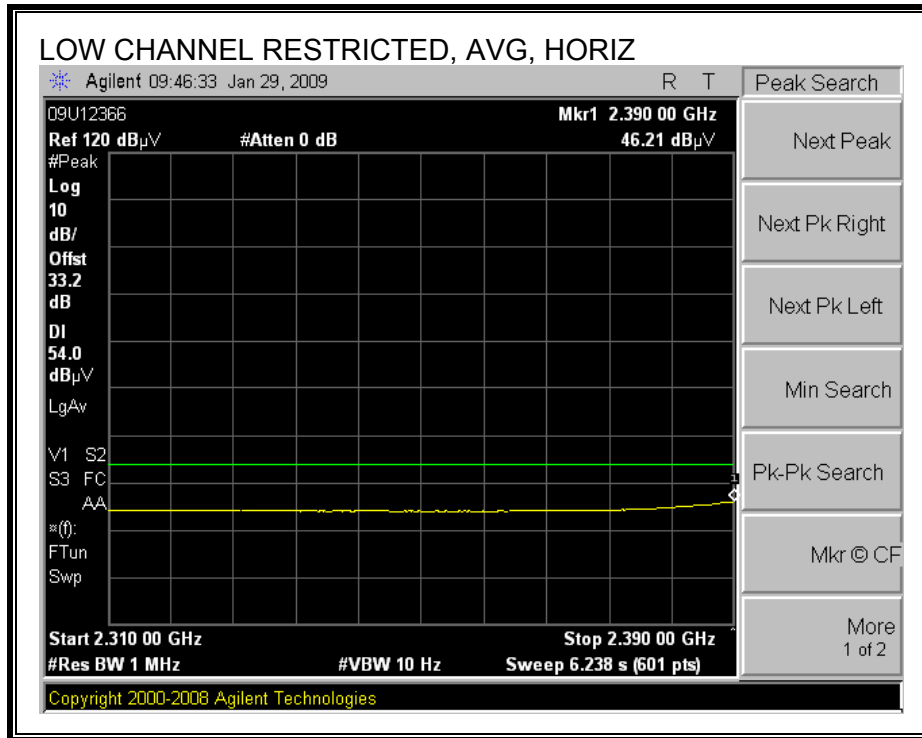 LOW CHANNEL RESTRICTED, AVG, HORIZ
Agilent 09:46:33 Jan 29, 2009 R T
Peak Search
09U12366
Mkr1 2.390 00 GHz
Ref 120 dBµV #Atten 0 dB 46.21 dBµV
#Peak
Log
10
dB/
Offst
33.2
dB
DI
54.0
dBµV
LgAv
V1 S2
S3 FC
AA
¤(f):
FTun
Swp
1
Start 2.310 00 GHz Stop 2.390 00 GHz ^
#Res BW 1 MHz #VBW 10 Hz Sweep 6.238 s (601 pts)
Next Peak
Next Pk Right
Next Pk Left
Min Search
Pk-Pk Search
Mkr © CF
More
1 of 2
Copyright 2000-2008 Agilent Technologies